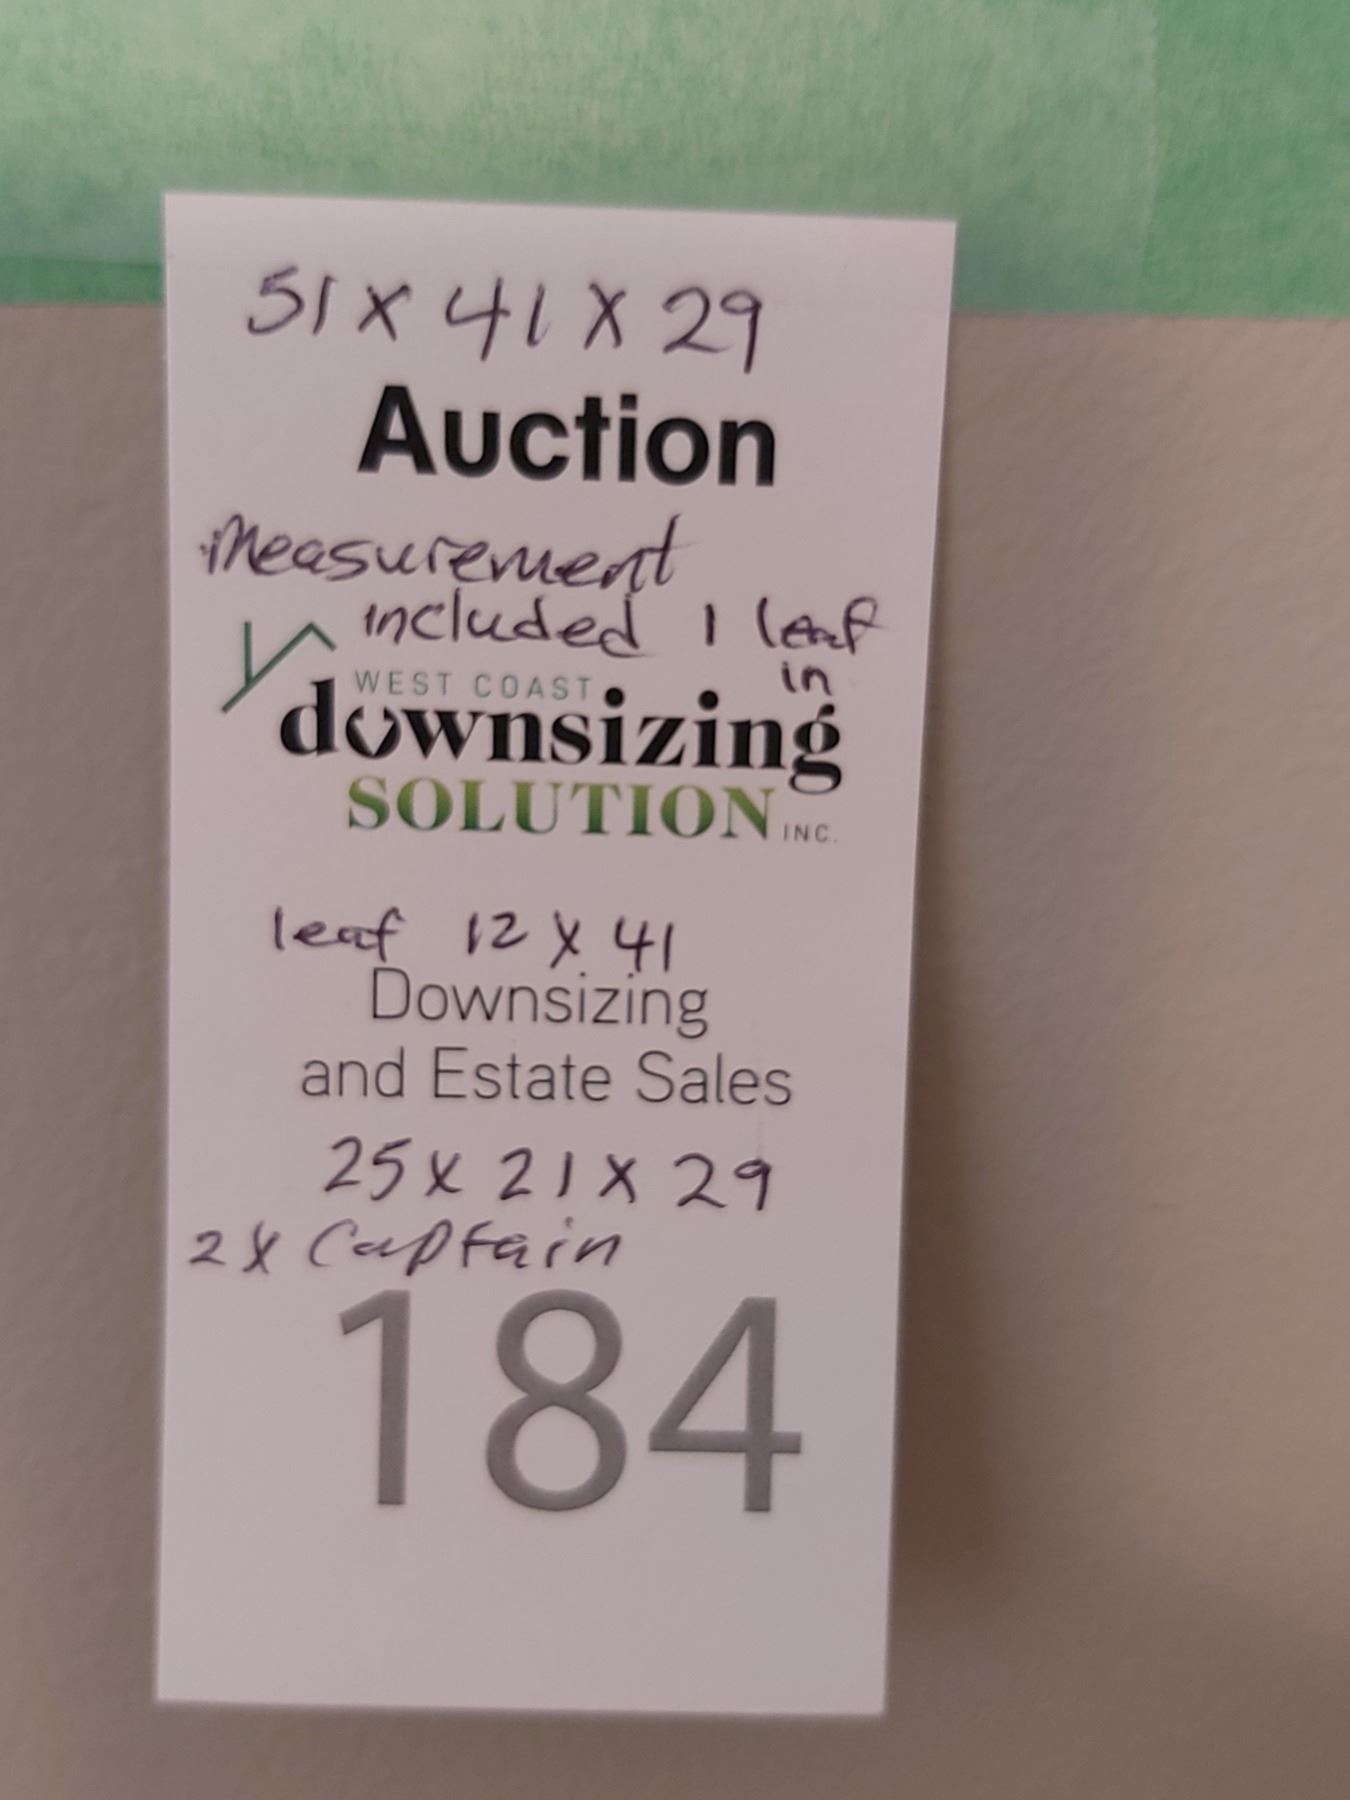 51 x 41 x 29
Auction
Measurement
included 1 leaf
in
WEST COAST
downsizing
SOLUTION INC.
leaf 12 x 41
Downsizing
and Estate Sales
25 x 21 x 29
2x Captain
184